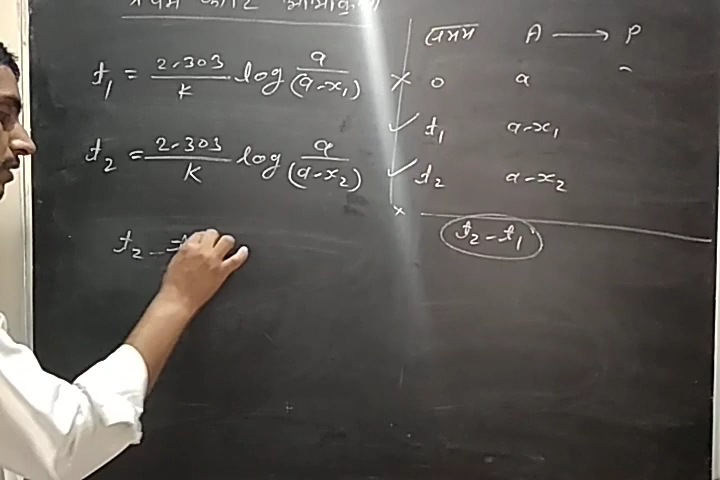 प्रथम कोटि
t₁ = 2.303/K log a/(a-x₁)
t₂ = 2.303/K log a/(a-x₂)
t₂ -
समय A → P
× 0 a -
✓ t₁ a-x₁
✓ t₂ a-x₂
×
t₂ - t₁